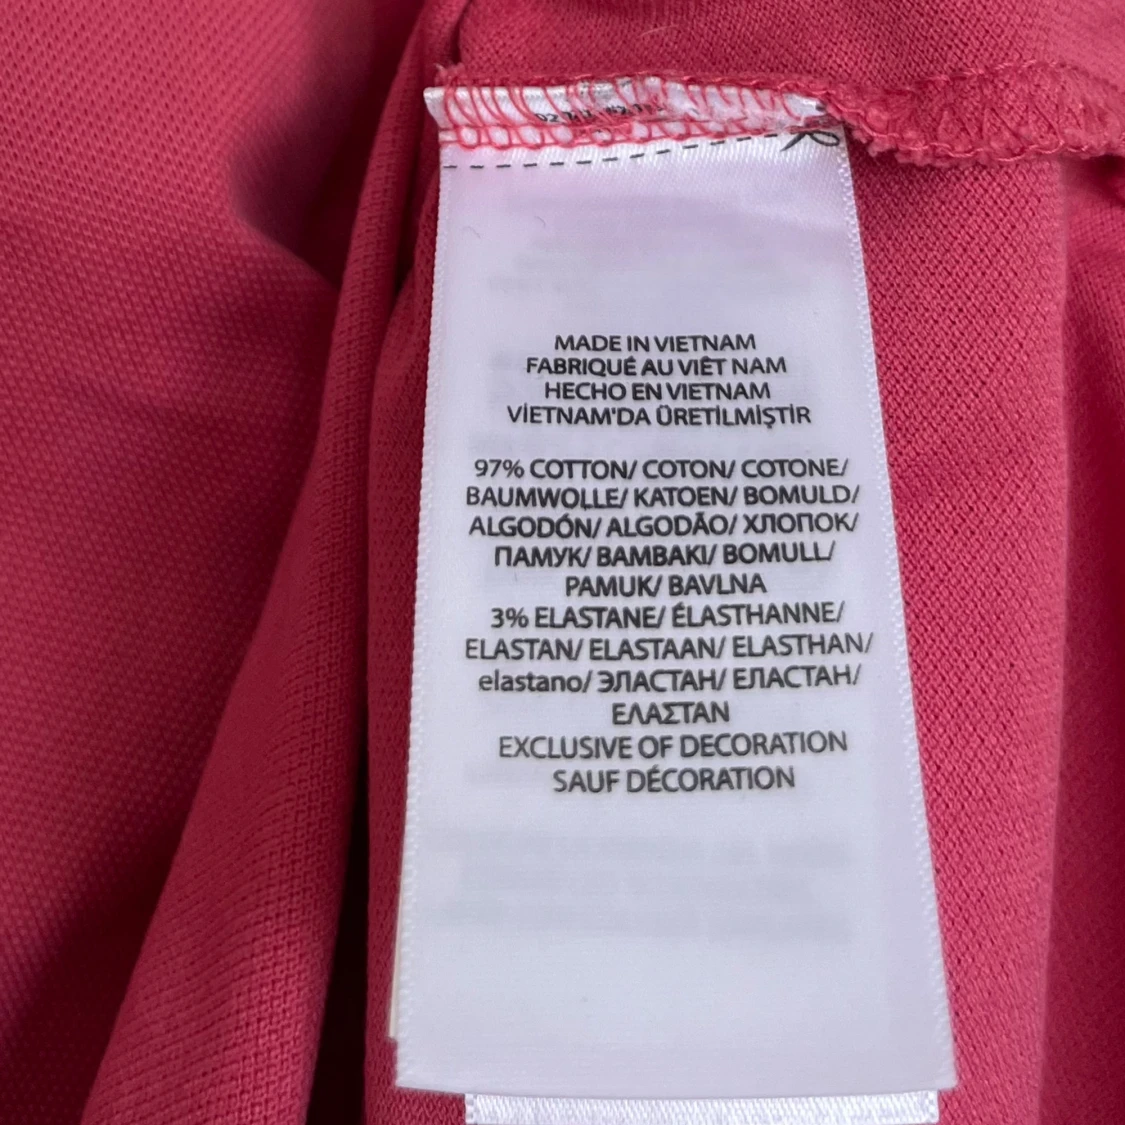 MADE IN VIETNAM
FABRIQUÉ AU VIÊT NAM
HECHO EN VIETNAM
VİETNAM'DA ÜRETİLMİŞTİR
97% COTTON/ COTON/ COTONE/
BAUMWOLLE/ KATOEN/ BOMULD/
ALGODÓN/ ALGODÃO/ ХЛОПОК/
ПАМУК/ ΒΑΜΒΑΚΙ/ BOMULL/
PAMUK/ BAVLNA
3% ELASTANE/ ÉLASTHANNE/
ELASTAN/ ELASTAAN/ ELASTHAN/
elastano/ ЭЛАСТАН/ ЕЛАСТАН/
ΕΛΑΣΤΑΝ
EXCLUSIVE OF DECORATION
SAUF DÉCORATION